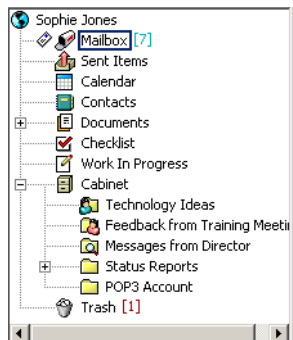 Sophie Jones
Mailbox [7]
Sent Items
Calendar
Contacts
Documents
Checklist
Work In Progress
Cabinet
Technology Ideas
Feedback from Training Meeti
Messages from Director
Status Reports
POP3 Account
Trash [1]